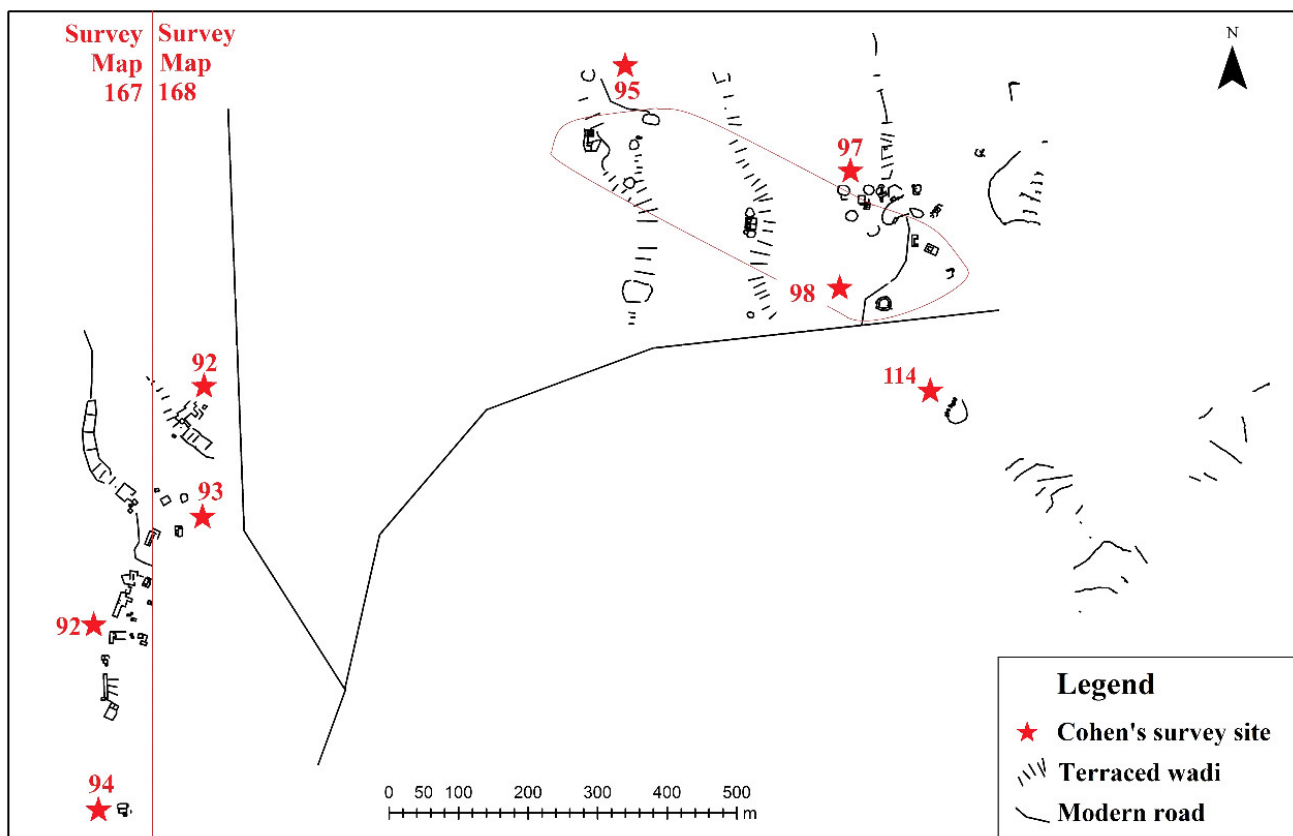 Survey Survey
Map Map
167 168
N
95
97
98
92
114
93
92
94
0 50 100 200 300 400 500
m
Legend
Cohen's survey site
Terraced wadi
Modern road